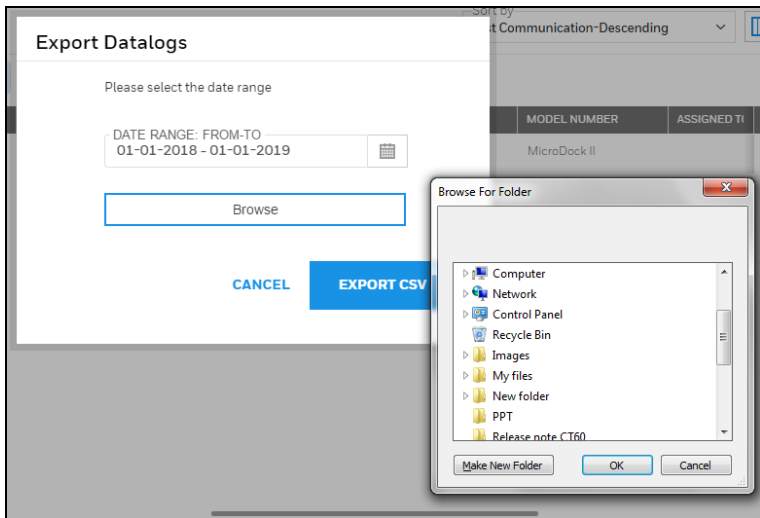 Sort by
t Communication-Descending
Export Datalogs
Please select the date range
DATE RANGE: FROM-TO
01-01-2018 - 01-01-2019
Browse
CANCEL
EXPORT CSV
MODEL NUMBER
ASSIGNED T
MicroDock II
Browse For Folder
Computer
Network
Control Panel
Recycle Bin
Images
My files
New folder
PPT
Release note CT60
Make New Folder
OK
Cancel